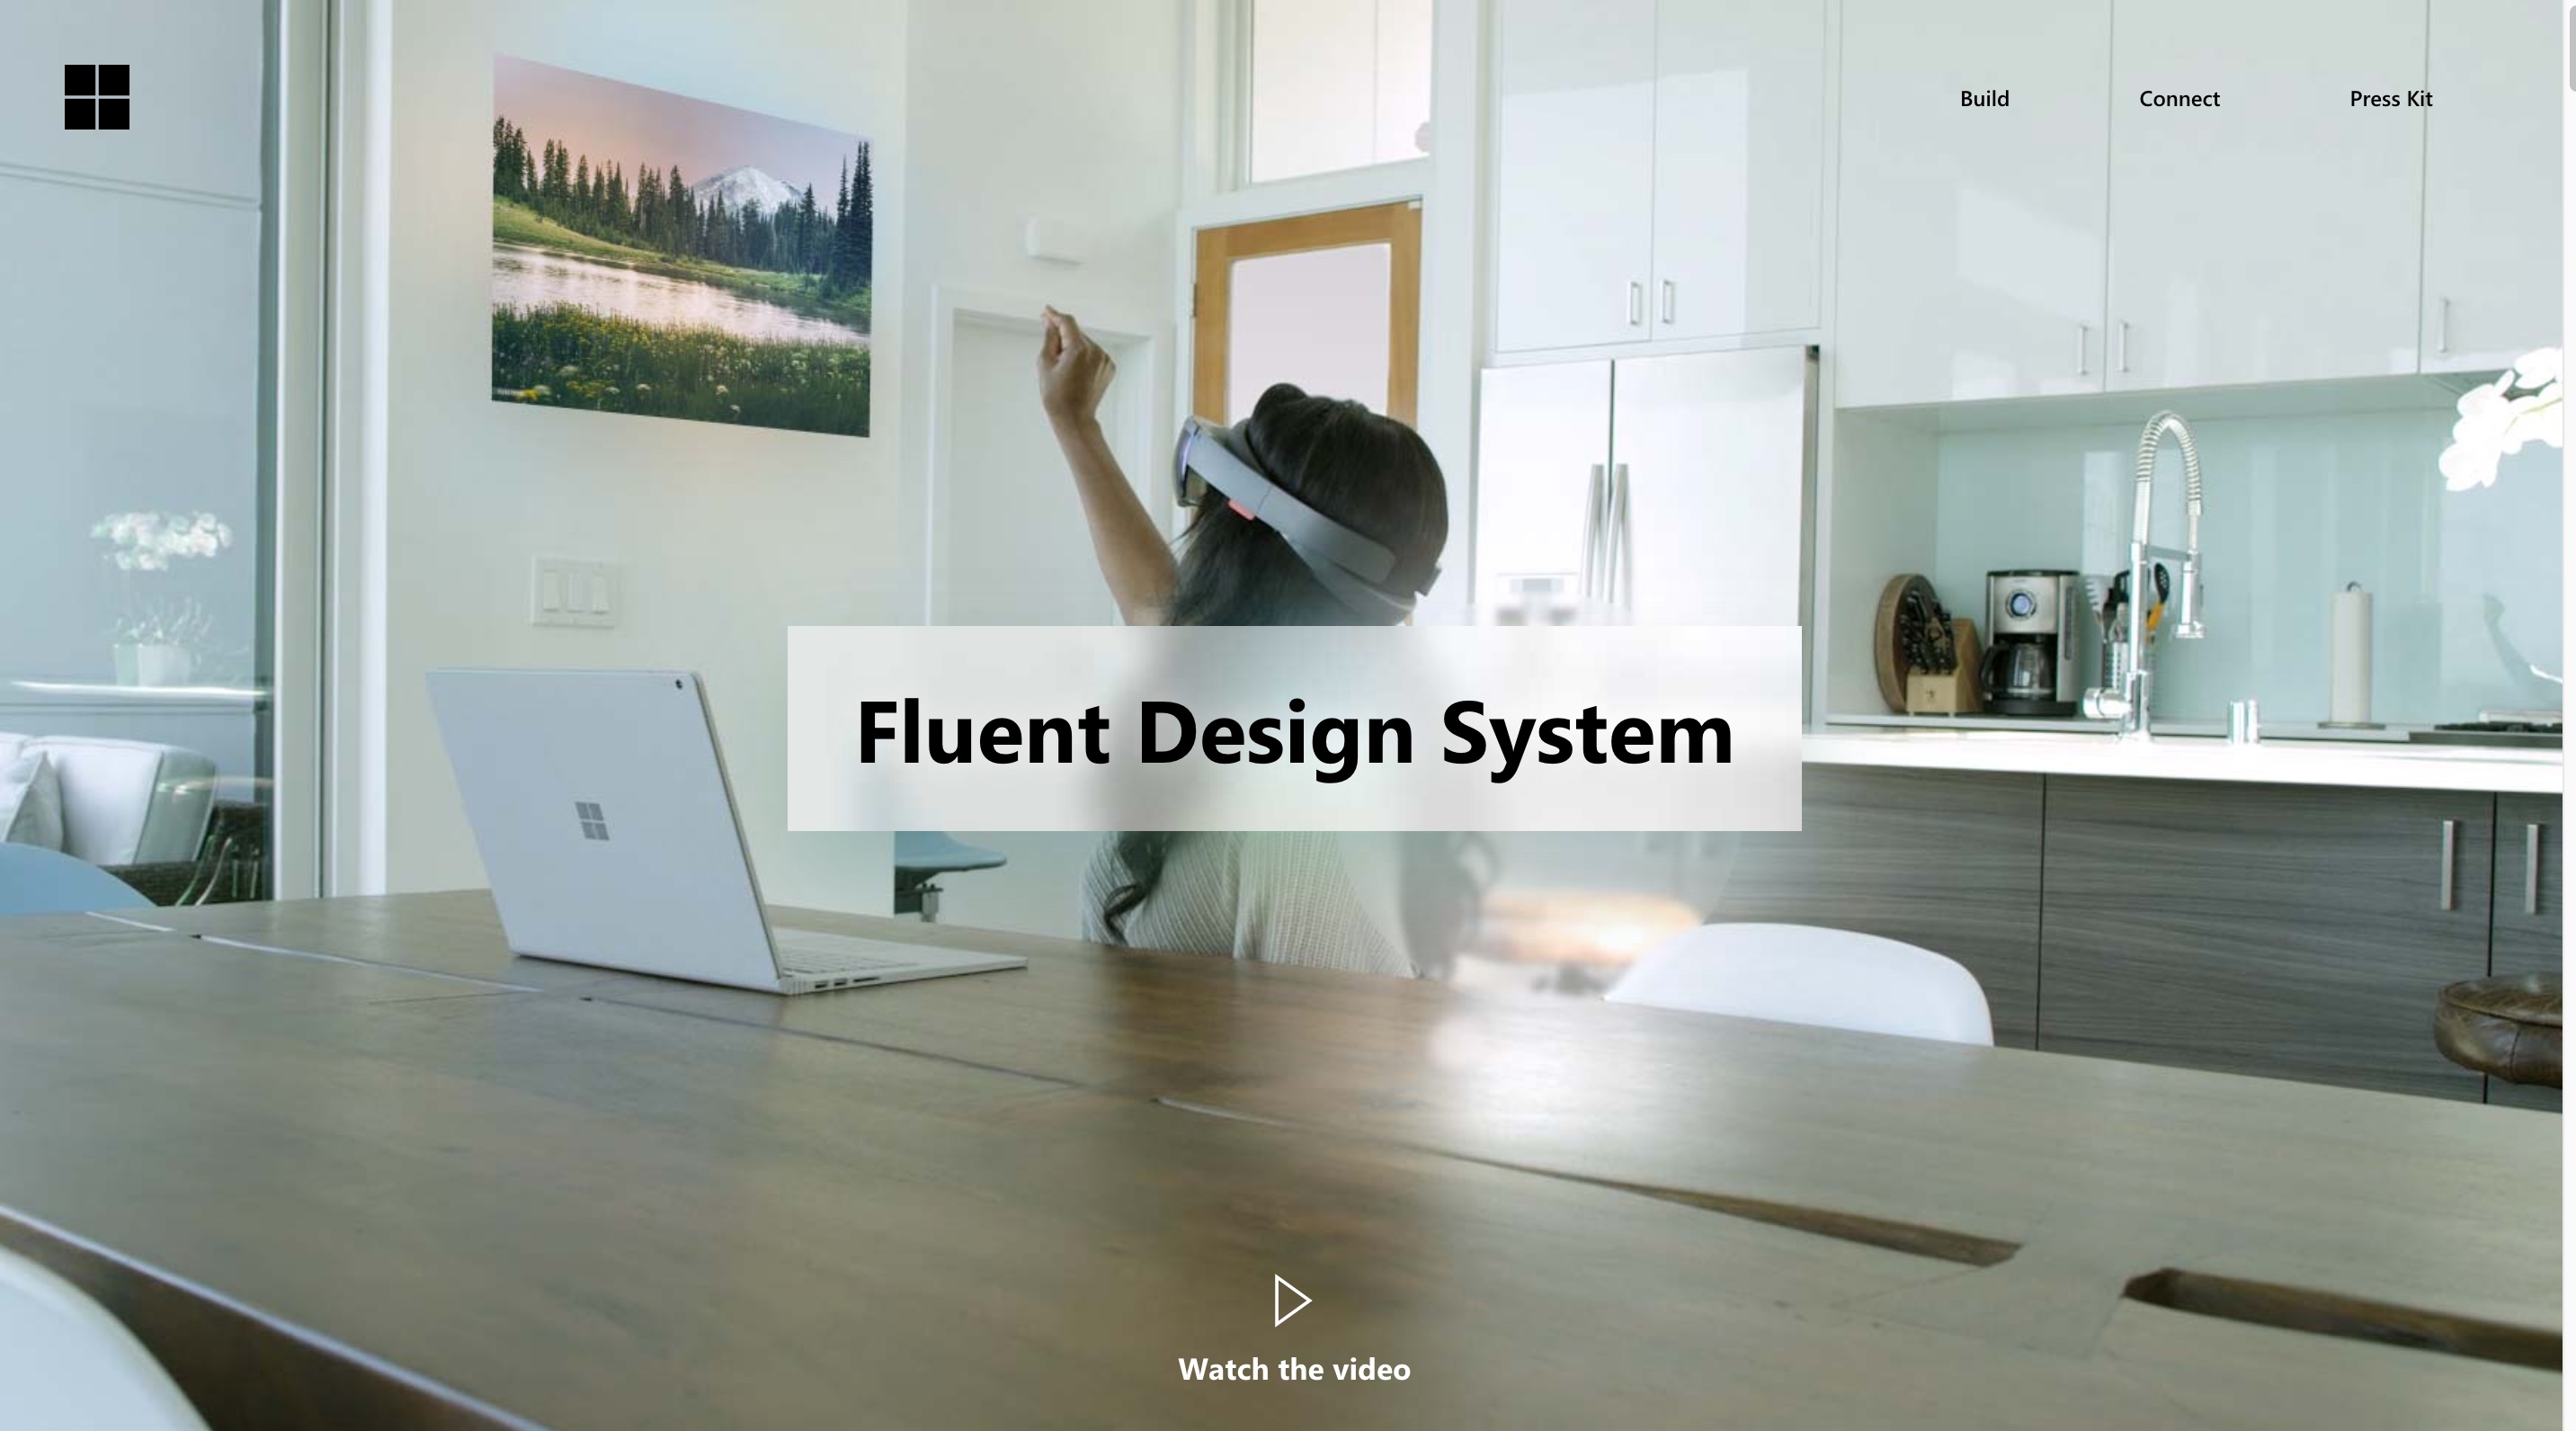 Build
Connect
Press Kit
Fluent Design System
Watch the video